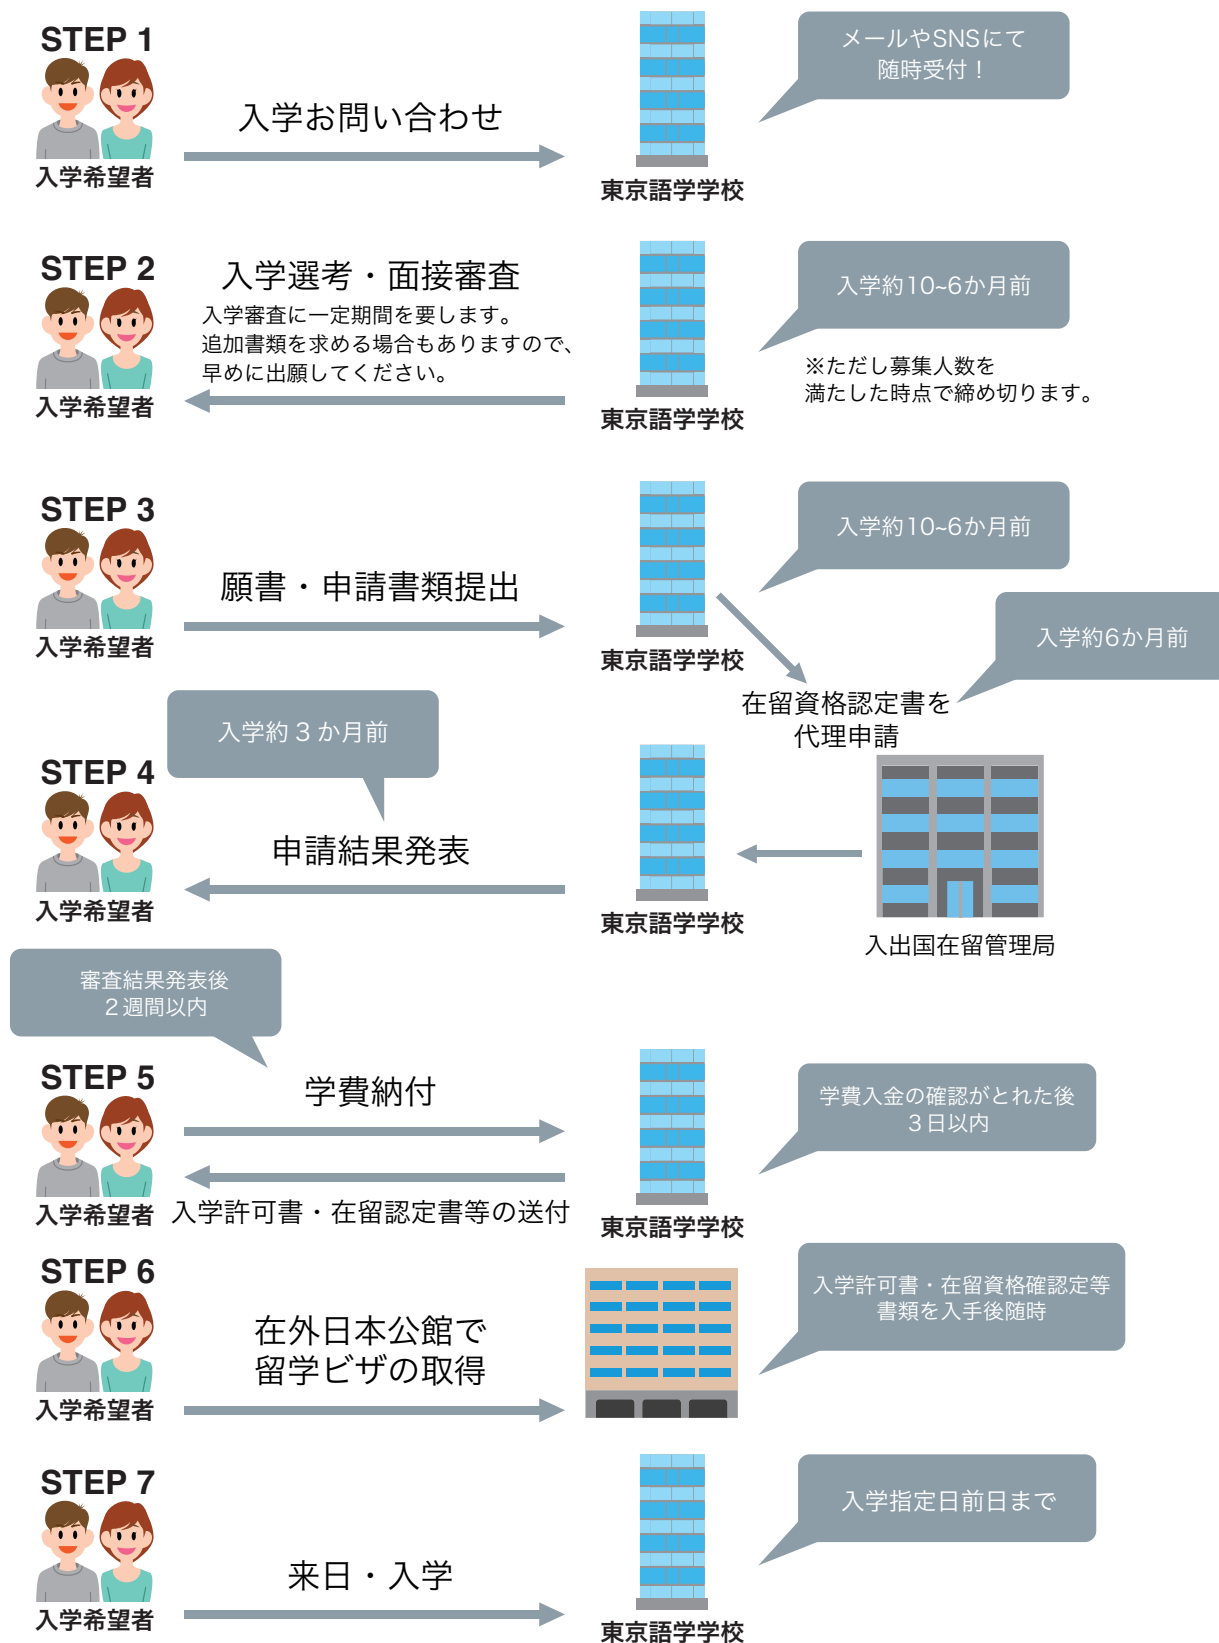 STEP 1
入学希望者
入学お問い合わせ
東京語学学校
メールやSNSにて
随時受付！
STEP 2
入学希望者
入学選考・面接審査
入学審査に一定期間を要します。
追加書類を求める場合もありますので、
早めに出願してください。
東京語学学校
入学約10~6か月前
※ただし募集人数を
満たした時点で締め切ります。
STEP 3
入学希望者
願書・申請書類提出
東京語学学校
入学約10~6か月前
入学約6か月前
在留資格認定書を
代理申請
STEP 4
入学希望者
入学約３か月前
申請結果発表
東京語学学校
入出国在留管理局
審査結果発表後
２週間以内
STEP 5
入学希望者
学費納付
入学許可書・在留認定書等の送付
東京語学学校
学費入金の確認がとれた後
３日以内
STEP 6
入学希望者
在外日本公館で
留学ビザの取得
入学許可書・在留資格確認定等
書類を入手後随時
STEP 7
入学希望者
来日・入学
東京語学学校
入学指定日前日まで